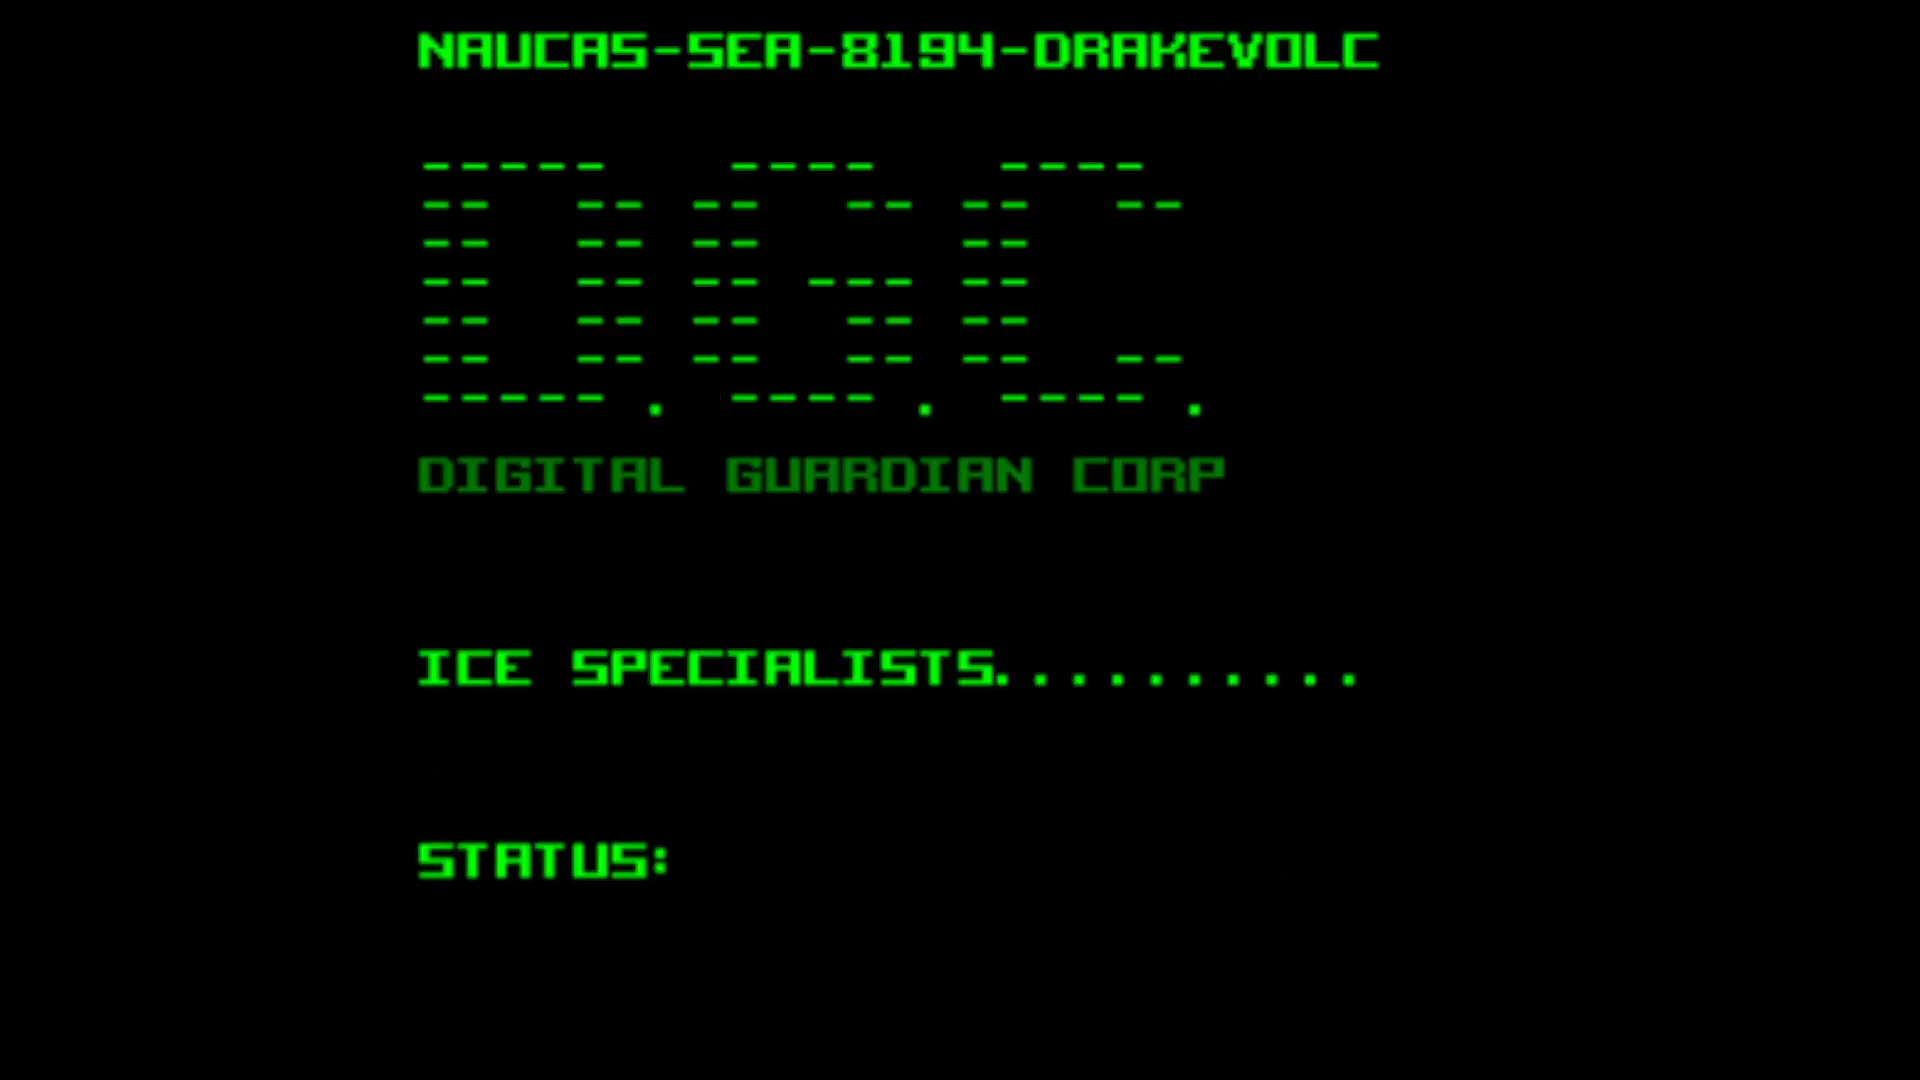 NAUCAS-SEA-8194-DRAKEVOLC
D.G.C.
DIGITAL GUARDIAN CORP
ICE SPECIALISTS..........
STATUS: